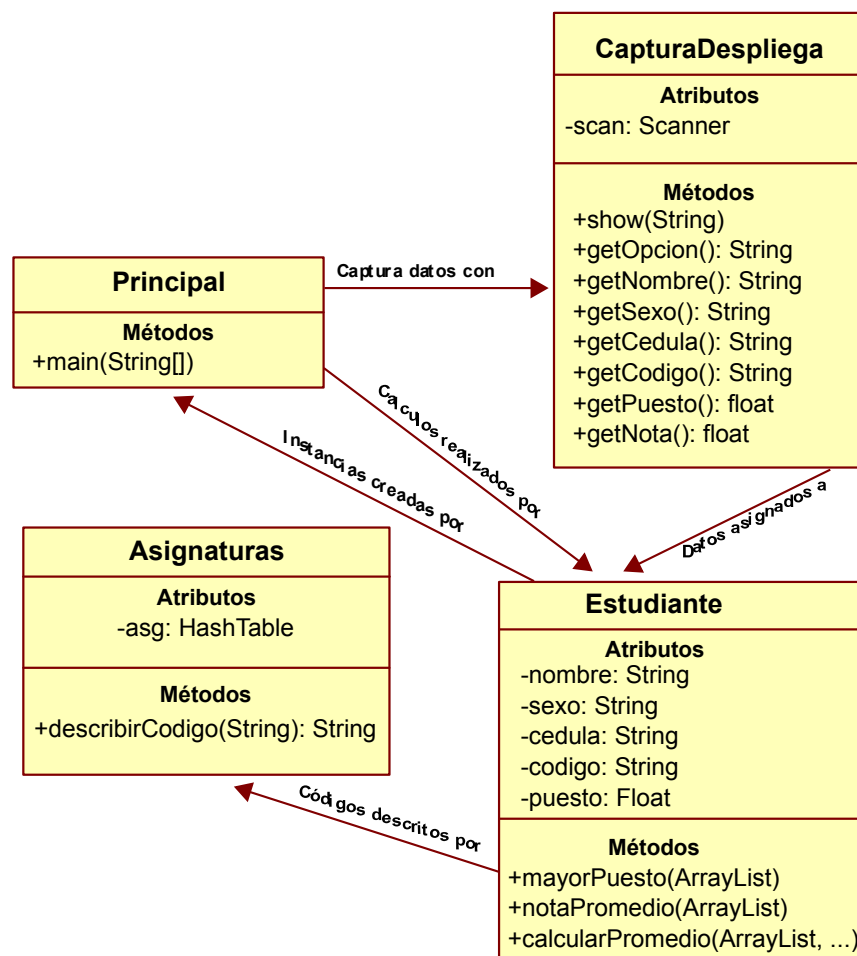 CapturaDespliega
Atributos
-scan: Scanner
Métodos
+show(String)
+getOpcion(): String
+getNombre(): String
+getSexo(): String
+getCedula(): String
+getCodigo(): String
+getPuesto(): float
+getNota(): float
Captura datos con
Principal
Métodos
+main(String[])
Calculos realizados por
Instancias creadas por
Datos asignados a
Asignaturas
Atributos
-asg: HashTable
Métodos
+describirCodigo(String): String
Códigos descritos por
Estudiante
Atributos
-nombre: String
-sexo: String
-cedula: String
-codigo: String
-puesto: Float
Métodos
+mayorPuesto(ArrayList)
+notaPromedio(ArrayList)
+calcularPromedio(ArrayList, ...)